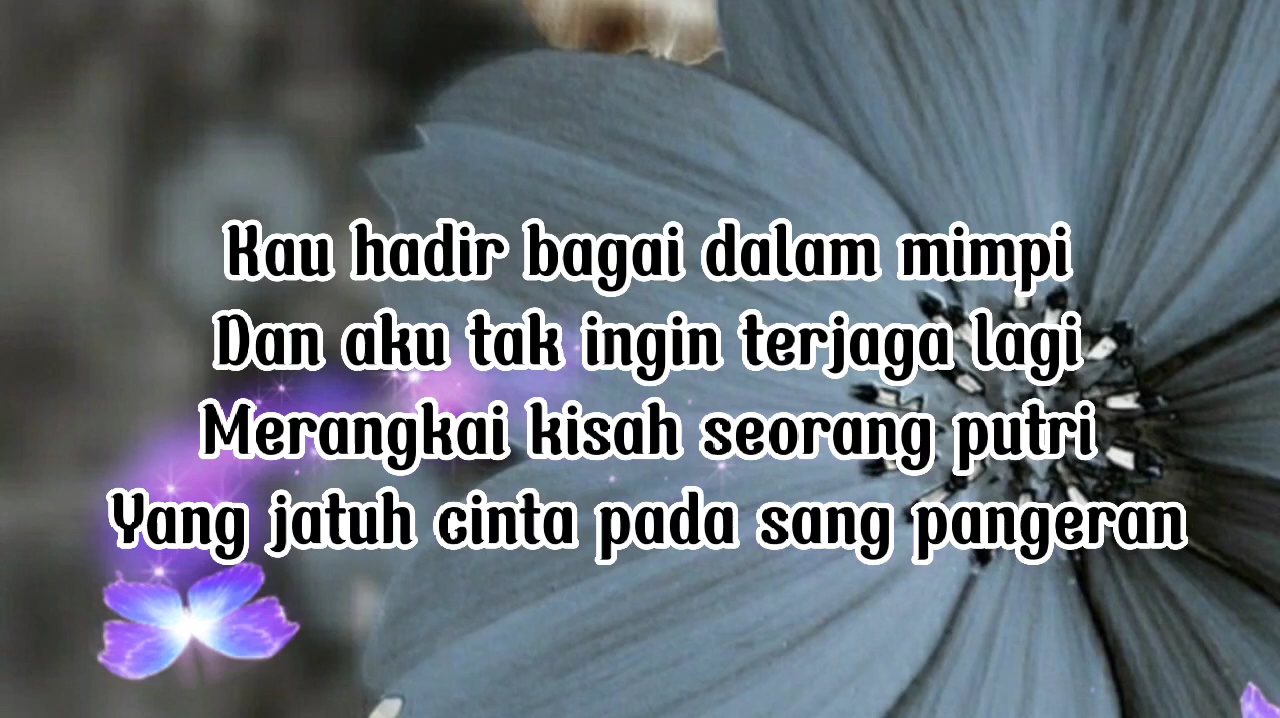 Kau hadir bagai dalam mimpi
Dan aku tak ingin terjaga lagi
Merangkai kisah seorang putri
Yang jatuh cinta pada sang pangeran